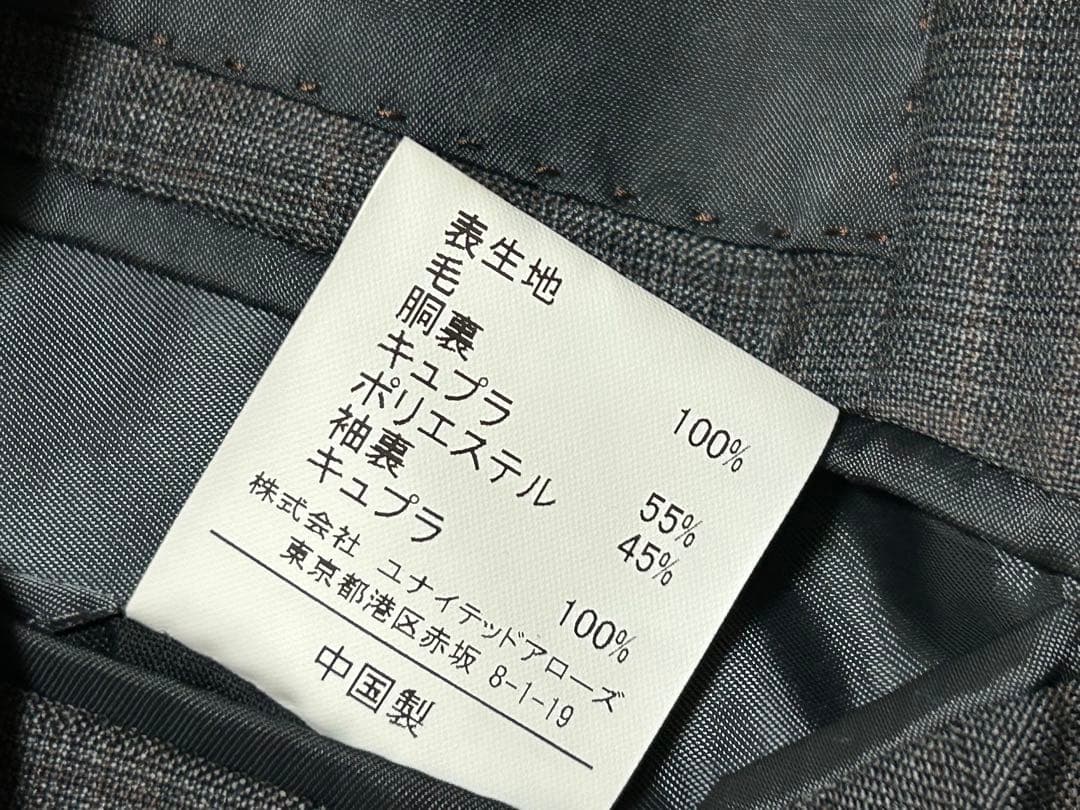 表生地
毛 100%
胴裏
キュプラ 55%
ポリエステル 45%
袖裏
キュプラ 100%
株式会社 ユナイテッドアローズ
東京都港区赤坂 8-1-19
中国製